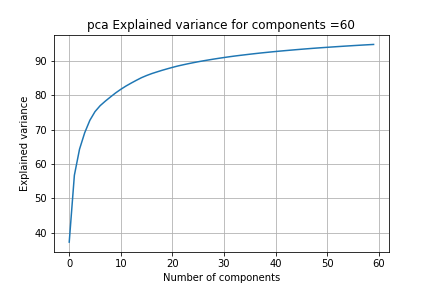 pca Explained variance for components =60
Explained variance
90
80
70
60
50
40
0 10 20 30 40 50 60
Number of components